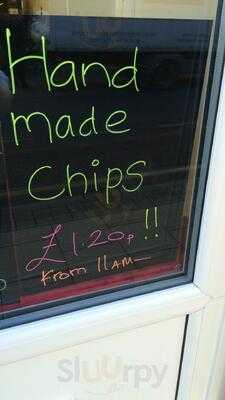 Hand
made
Chips
£1.20p !!
From 11AM—
Sluurpy